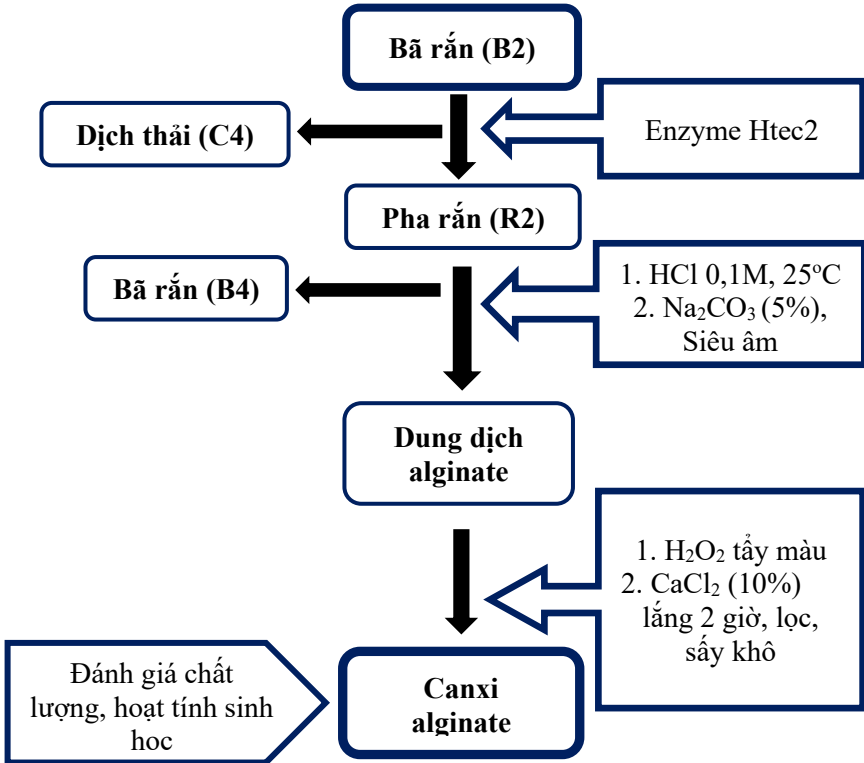 Bã rắn (B2)
Dịch thải (C4)
Enzyme Htec2
Pha rắn (R2)
Bã rắn (B4)
1. HCl 0,1M, 25ºC
2. Na₂CO₃ (5%),
Siêu âm
Dung dịch
alginate
1. H₂O₂ tẩy màu
2. CaCl₂ (10%)
lắng 2 giờ, lọc,
sấy khô
Đánh giá chất
lượng, hoạt tính sinh
học
Canxi
alginate